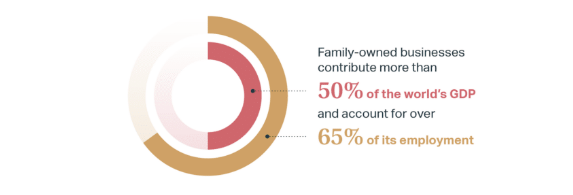 Family-owned businesses
contribute more than
50% of the world's GDP
and account for over
65% of its employment